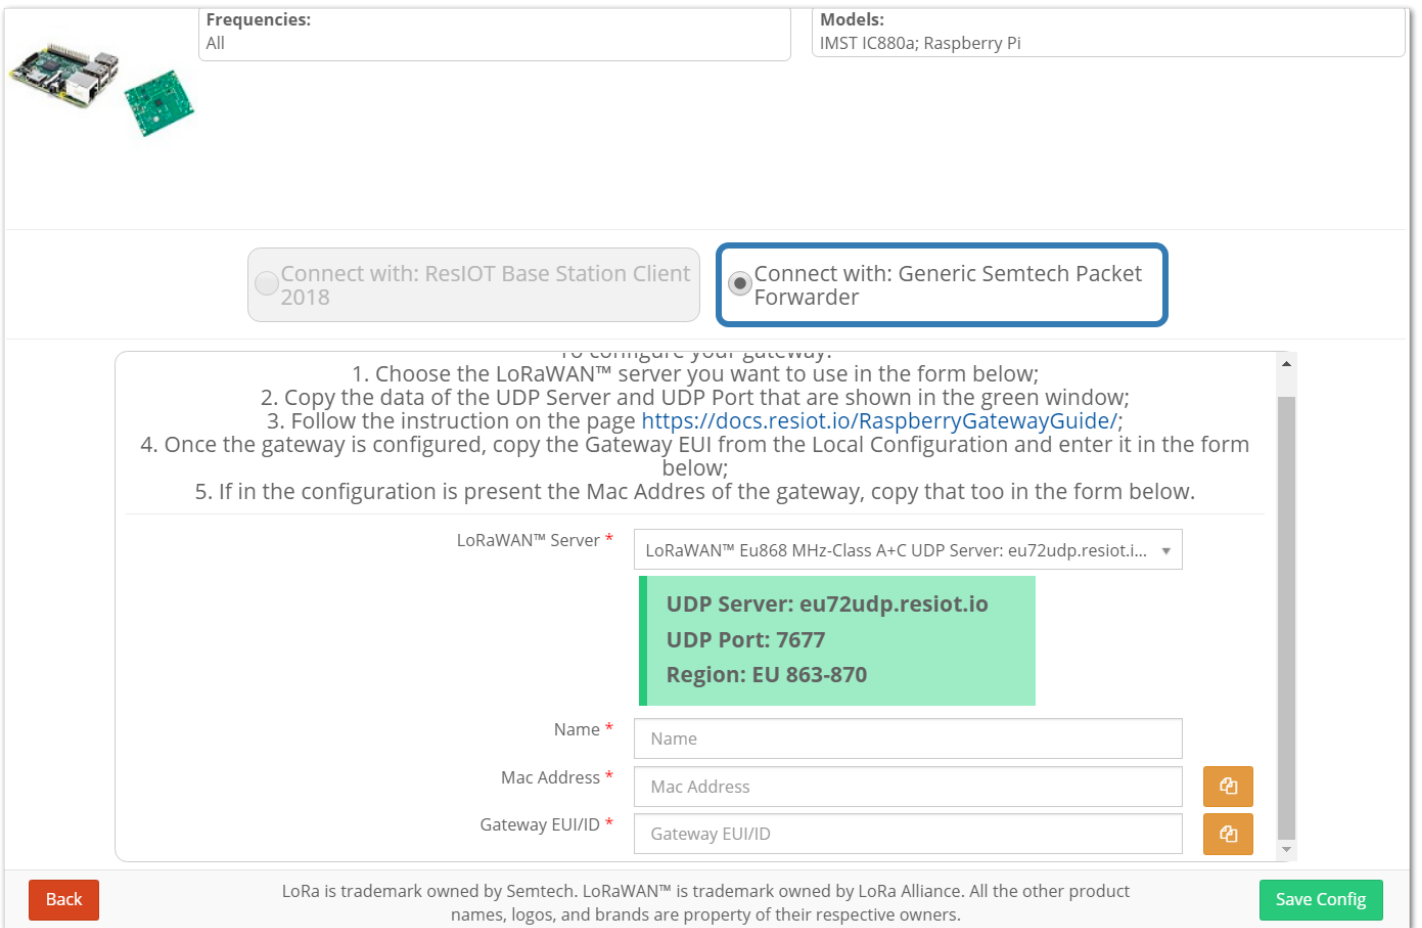 Frequencies:
All
Models:
IMST IC880a; Raspberry Pi
Connect with: ResIOT Base Station Client
2018
Connect with: Generic Semtech Packet
Forwarder
To configure your gateway:
1. Choose the LoRaWAN™ server you want to use in the form below;
2. Copy the data of the UDP Server and UDP Port that are shown in the green window;
3. Follow the instruction on the page https://docs.resiot.io/RaspberryGatewayGuide/;
4. Once the gateway is configured, copy the Gateway EUI from the Local Configuration and enter it in the form
below;
5. If in the configuration is present the Mac Addres of the gateway, copy that too in the form below.
LoRaWAN™ Server *
LoRaWAN™ Eu868 MHz-Class A+C UDP Server: eu72udp.resiot.i...
UDP Server: eu72udp.resiot.io
UDP Port: 7677
Region: EU 863-870
Name *
Name
Mac Address *
Mac Address
Gateway EUI/ID *
Gateway EUI/ID
Back
LoRa is trademark owned by Semtech. LoRaWAN™ is trademark owned by LoRa Alliance. All the other product
names, logos, and brands are property of their respective owners.
Save Config